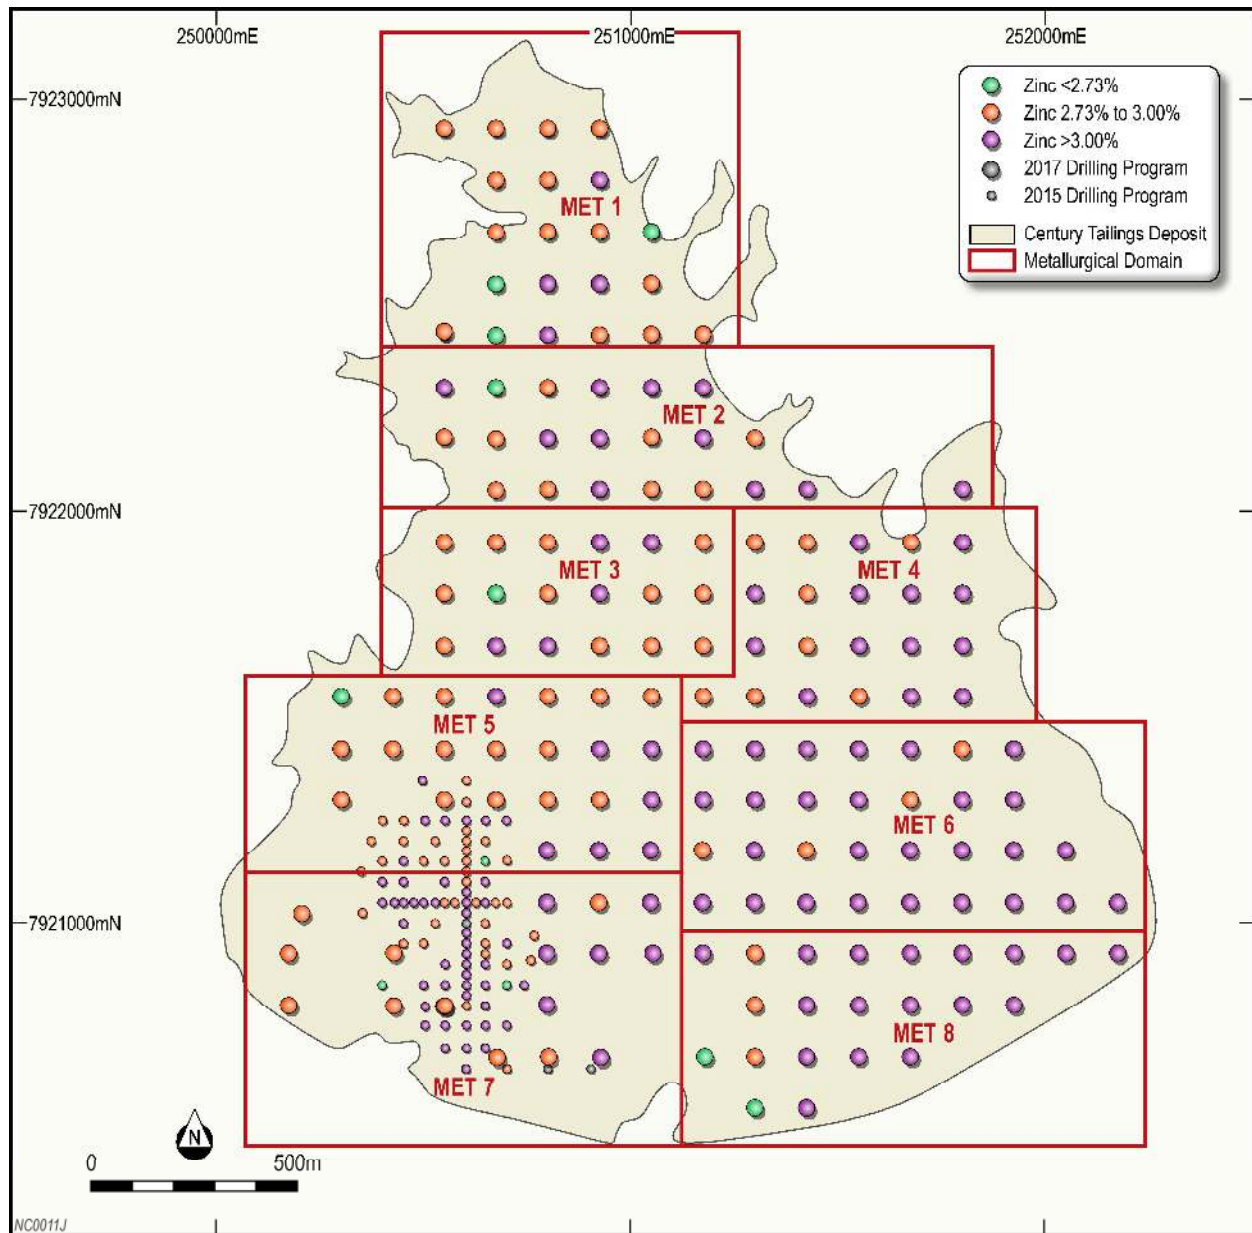 250000mE
251000mE
252000mE
7923000mN
Zinc <2.73%
Zinc 2.73% to 3.00%
Zinc >3.00%
2017 Drilling Program
2015 Drilling Program
Century Tailings Deposit
Metallurgical Domain
MET 1
MET 2
7922000mN
MET 3
MET 4
MET 5
MET 6
7921000mN
MET 8
MET 7
N
0
500m
NC0011J